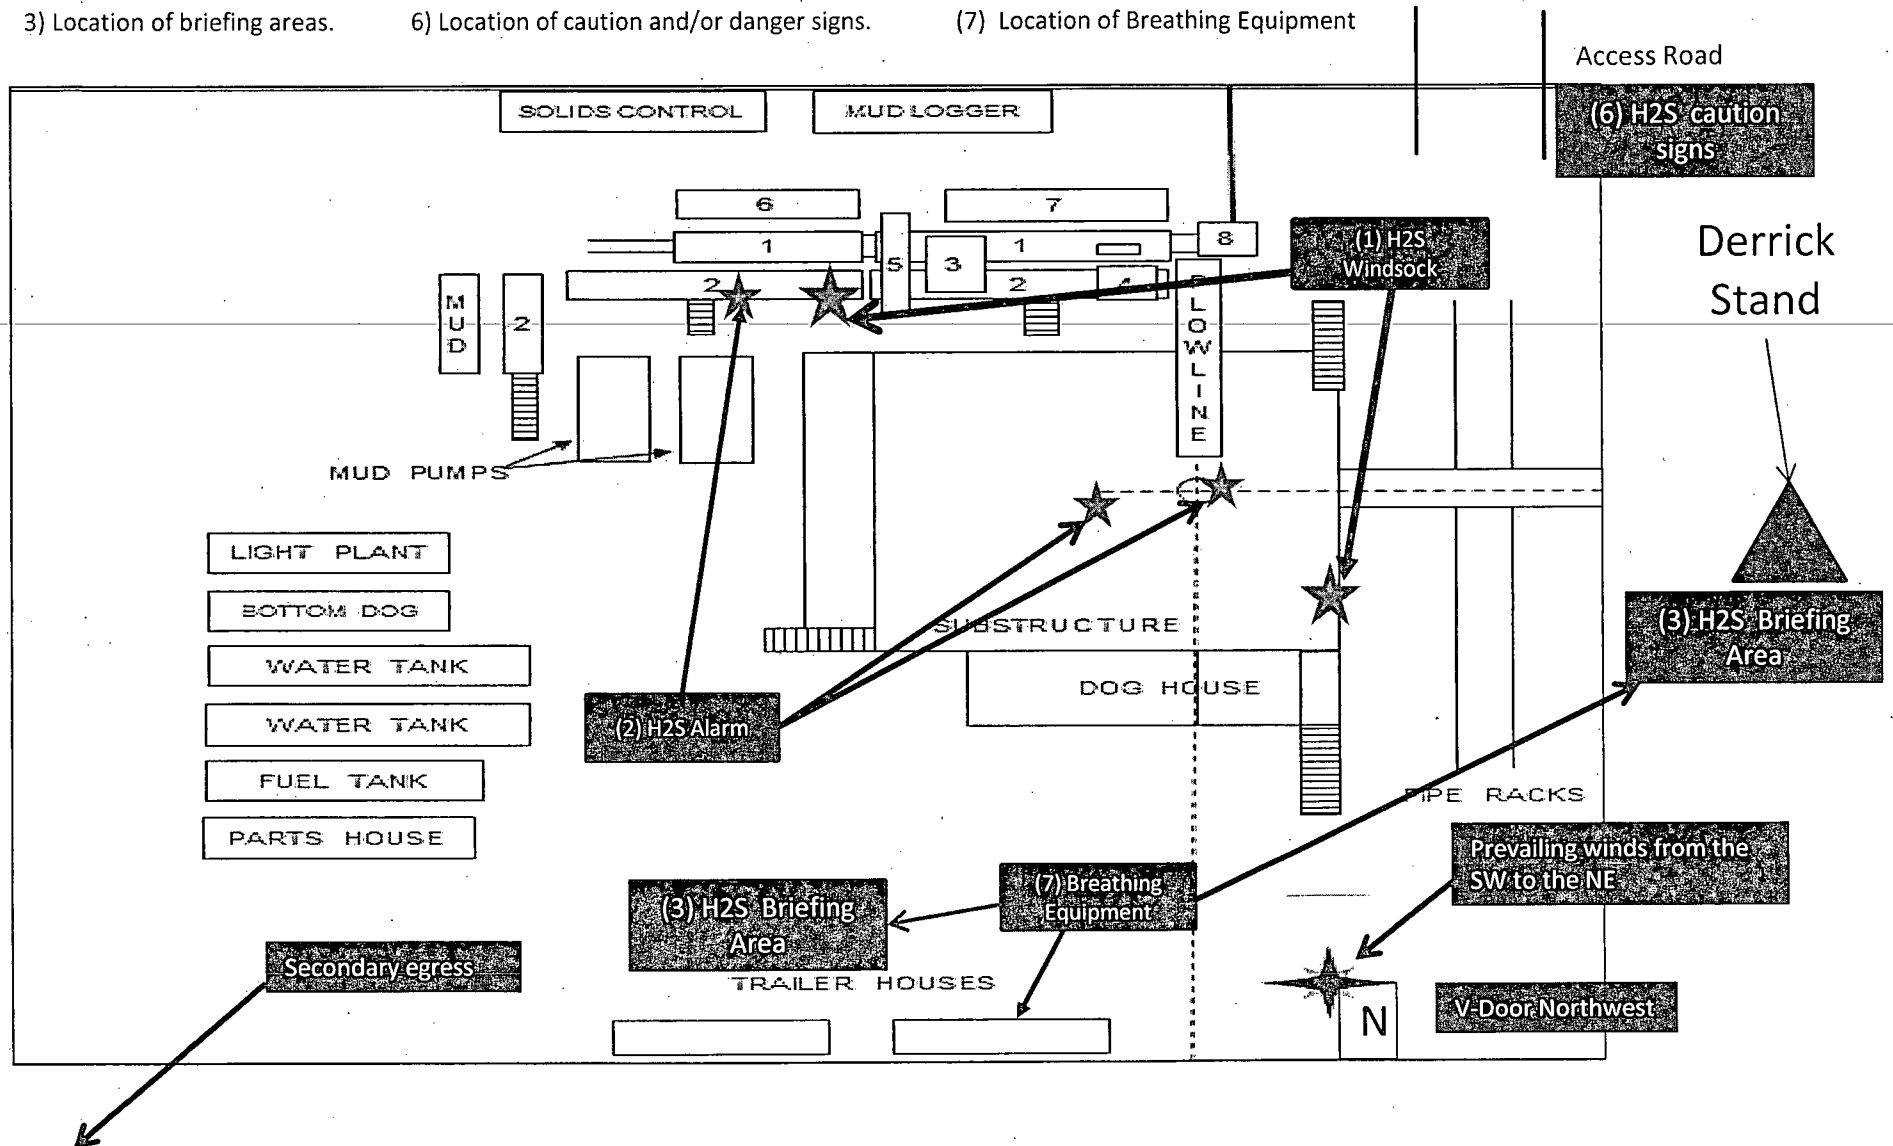 3) Location of briefing areas. 6) Location of caution and/or danger signs. (7) Location of Breathing Equipment
Access Road
SOLIDS CONTROL
MUD LOGGER
(6) H2S caution
signs
6
7
1
1
8
5
3
2
2
4
(1) H2S
Windsock
Derrick
Stand
MUD
2
FLOWLINE
MUD PUMPS
LIGHT PLANT
BOTTOM DOG
WATER TANK
WATER TANK
FUEL TANK
PARTS HOUSE
SUBSTRUCTURE
DOG HOUSE
(2) H2S Alarm
(3) H2S Briefing
Area
PIPE RACKS
Prevailing winds from the
SW to the NE
(7) Breathing
Equipment
(3) H2S Briefing
Area
TRAILER HOUSES
Secondary egress
V-Door Northwest
N